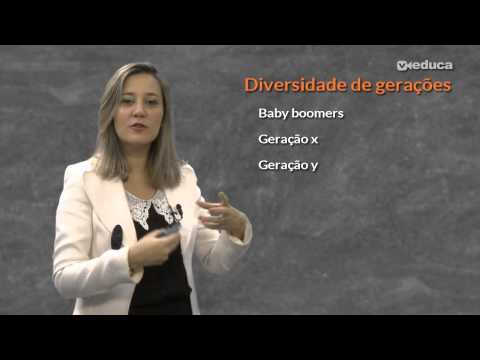 veduca
Diversidade de gerações
Baby boomers
Geração x
Geração y